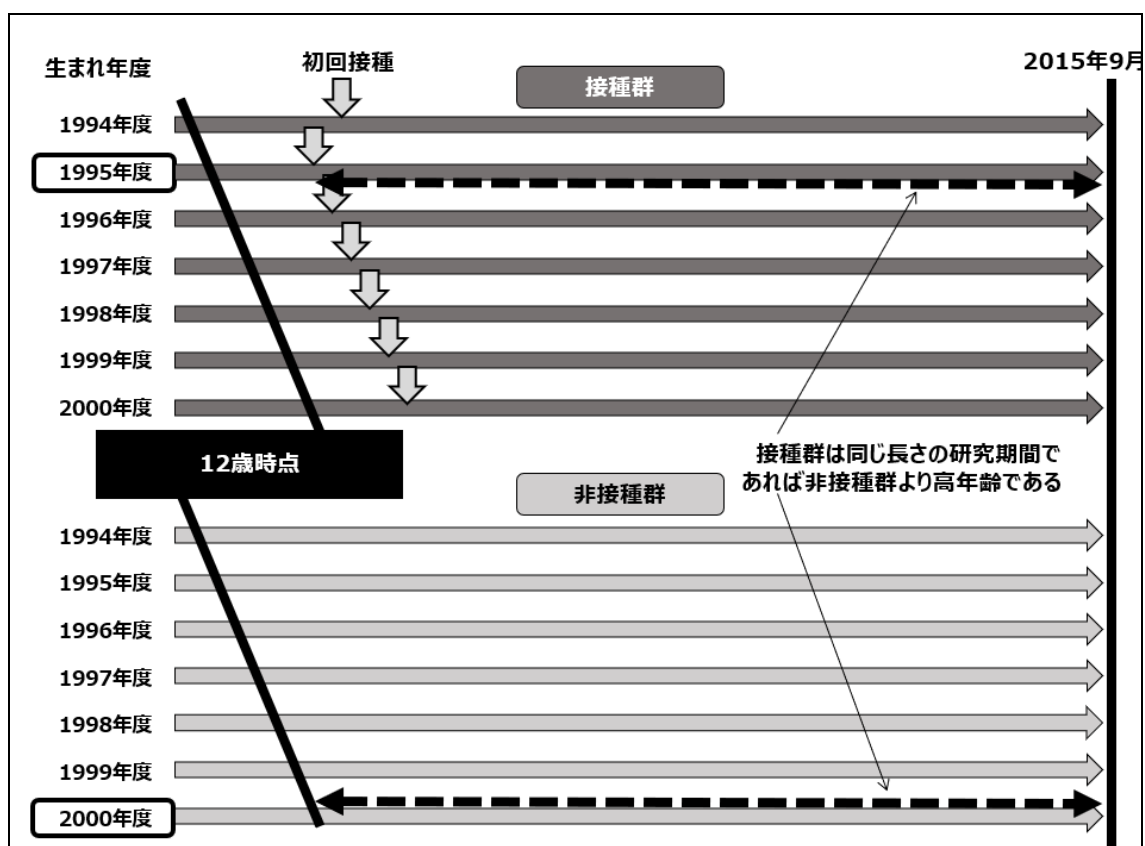 生まれ年度
初回接種
接種群
2015年9月
1994年度
1995年度
1996年度
1997年度
1998年度
1999年度
2000年度
12歳時点
接種群は同じ長さの研究期間で
あれば非接種群より高年齢である
非接種群
1994年度
1995年度
1996年度
1997年度
1998年度
1999年度
2000年度